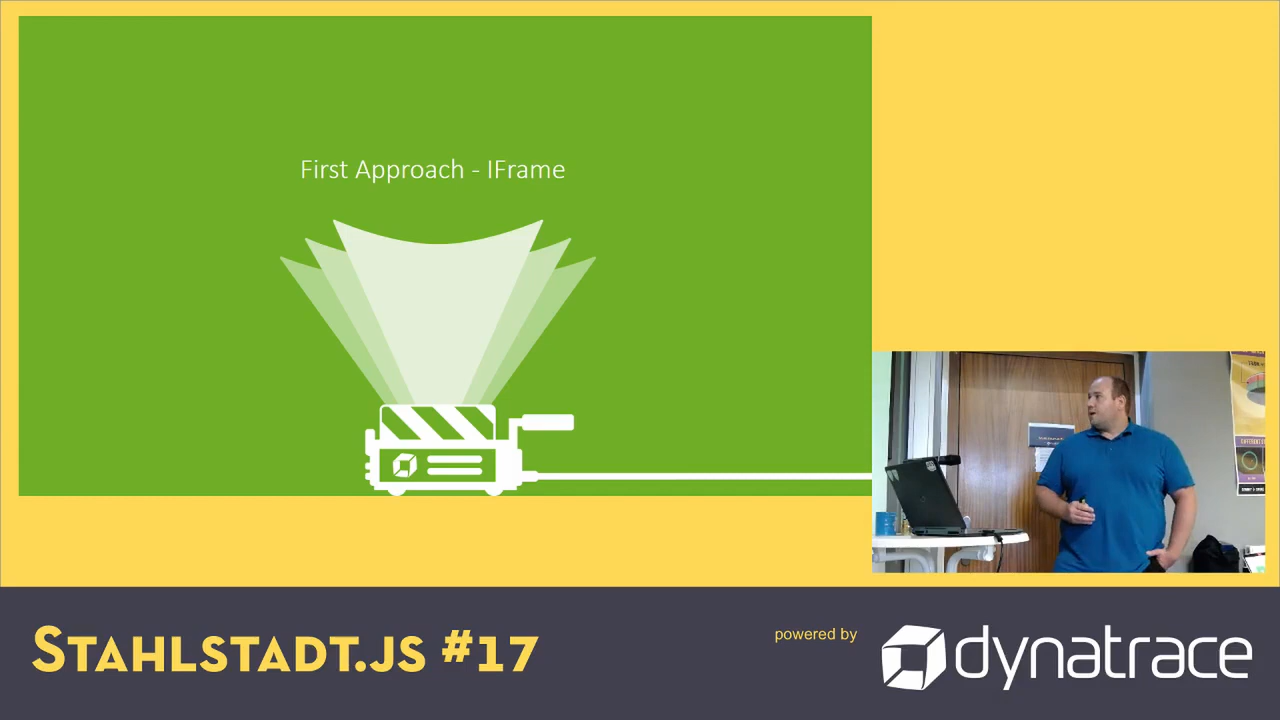 First Approach - IFrame
STAHLSTADT.JS #17
powered by
dynatrace